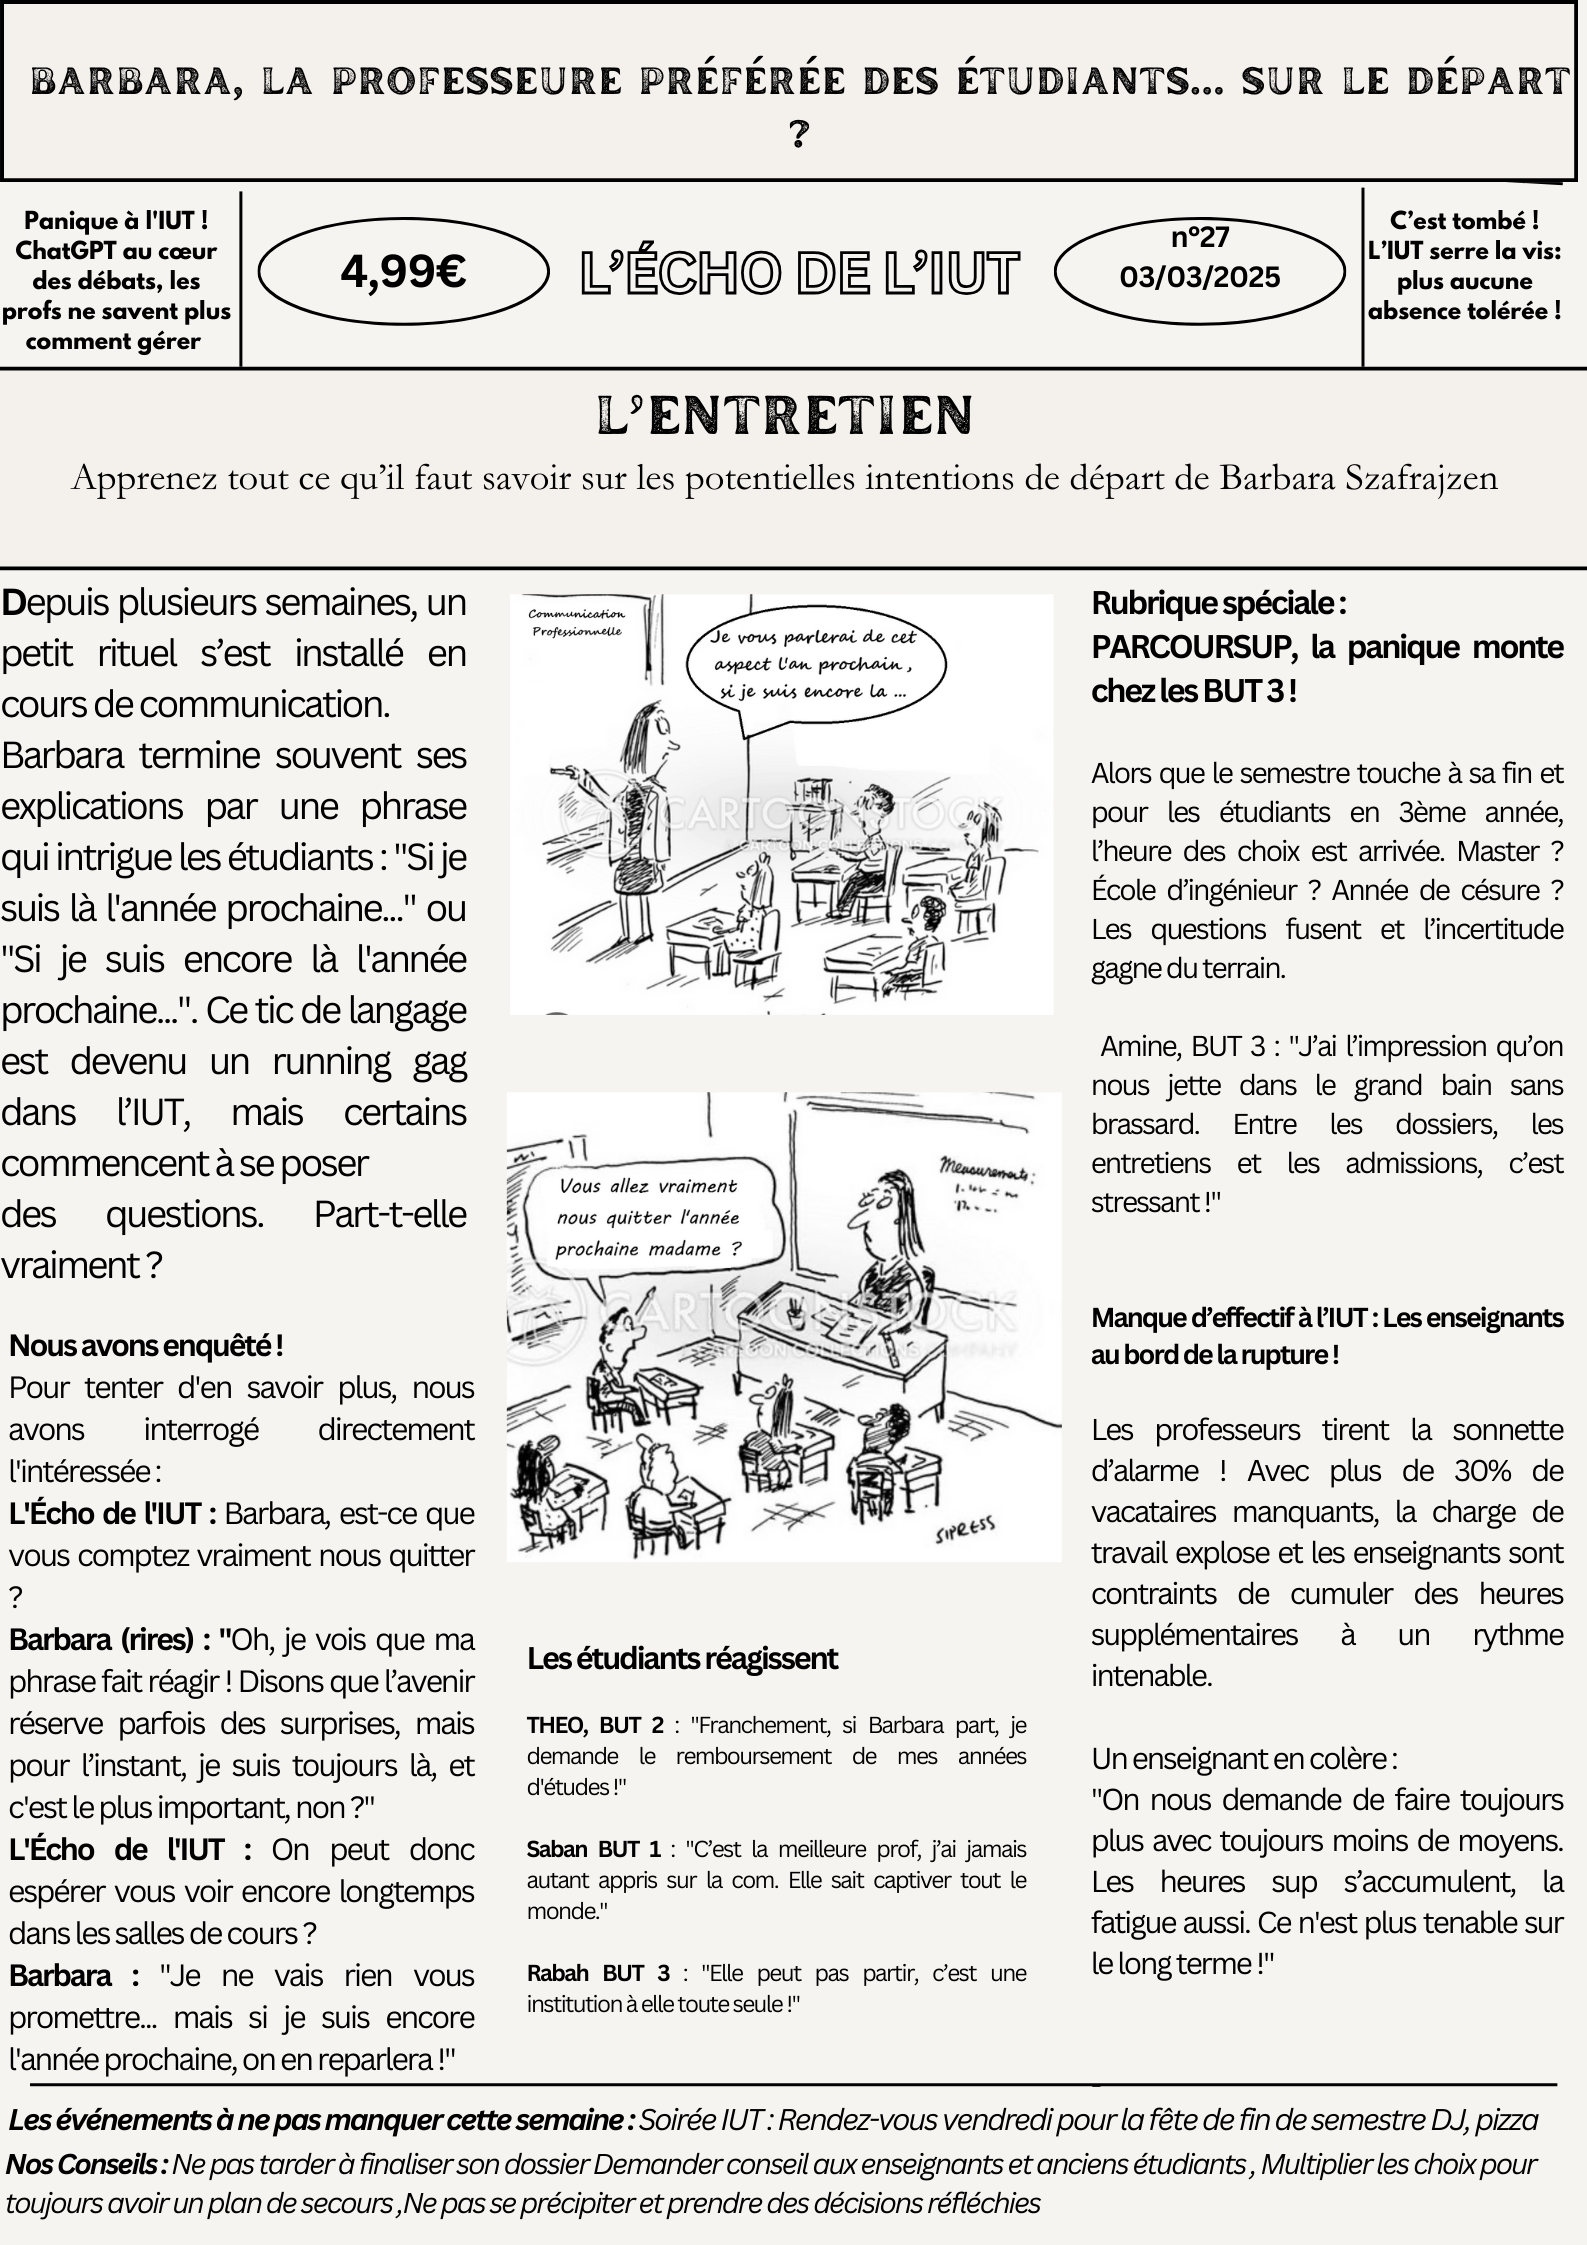 BARBARA, LA PROFESSEURE PRÉFÉRÉE DES ÉTUDIANTS... SUR LE DÉPART
?
Panique à l'IUT !
ChatGPT au cœur
des débats, les
profs ne savent plus
comment gérer
4,99€
L’ÉCHO DE L’IUT
n°27
03/03/2025
C’est tombé !
L’IUT serre la vis:
plus aucune
absence tolérée !
L’ENTRETIEN
Apprenez tout ce qu’il faut savoir sur les potentielles intentions de départ de Barbara Szafrajzen
Depuis plusieurs semaines, un
petit rituel s’est installé en
cours de communication.
Barbara termine souvent ses
explications par une phrase
qui intrigue les étudiants : "Si je
suis là l'année prochaine..." ou
"Si je suis encore là l'année
prochaine...". Ce tic de langage
est devenu un running gag
dans l’IUT, mais certains
commencent à se poser
des questions. Part-t-elle
vraiment ?
Nous avons enquêté !
Pour tenter d'en savoir plus, nous
avons interrogé directement
l'intéressée :
L'Écho de l'IUT : Barbara, est-ce que
vous comptez vraiment nous quitter
?
Barbara (rires) : "Oh, je vois que ma
phrase fait réagir ! Disons que l’avenir
réserve parfois des surprises, mais
pour l’instant, je suis toujours là, et
c'est le plus important, non ?"
L'Écho de l'IUT : On peut donc
espérer vous voir encore longtemps
dans les salles de cours ?
Barbara : "Je ne vais rien vous
promettre... mais si je suis encore
l'année prochaine, on en reparlera !"
Communication
Professionnelle
Je vous parlerai de cet
aspect l'an prochain ,
si je suis encore la ...
CARTOONSTOCK
Vous allez vraiment
nous quitter l'année
prochaine madame ?
Measurements:
CARTOONSTOCK
SIPRESS
Les étudiants réagissent
THEO, BUT 2 : "Franchement, si Barbara part, je
demande le remboursement de mes années
d'études !"
Saban BUT 1 : "C’est la meilleure prof, j’ai jamais
autant appris sur la com. Elle sait captiver tout le
monde."
Rabah BUT 3 : "Elle peut pas partir, c’est une
institution à elle toute seule !"
Rubrique spéciale :
PARCOURSUP, la panique monte
chez les BUT 3 !
Alors que le semestre touche à sa fin et
pour les étudiants en 3ème année,
l’heure des choix est arrivée. Master ?
École d’ingénieur ? Année de césure ?
Les questions fusent et l’incertitude
gagne du terrain.
Amine, BUT 3 : "J’ai l’impression qu’on
nous jette dans le grand bain sans
brassard. Entre les dossiers, les
entretiens et les admissions, c’est
stressant !"
Manque d’effectif à l’IUT : Les enseignants
au bord de la rupture !
Les professeurs tirent la sonnette
d’alarme ! Avec plus de 30% de
vacataires manquants, la charge de
travail explose et les enseignants sont
contraints de cumuler des heures
supplémentaires à un rythme
intenable.
Un enseignant en colère :
"On nous demande de faire toujours
plus avec toujours moins de moyens.
Les heures sup s’accumulent, la
fatigue aussi. Ce n'est plus tenable sur
le long terme !"
Les événements à ne pas manquer cette semaine : Soirée IUT : Rendez-vous vendredi pour la fête de fin de semestre DJ, pizza
Nos Conseils : Ne pas tarder à finaliser son dossier Demander conseil aux enseignants et anciens étudiants , Multiplier les choix pour
toujours avoir un plan de secours ,Ne pas se précipiter et prendre des décisions réfléchies